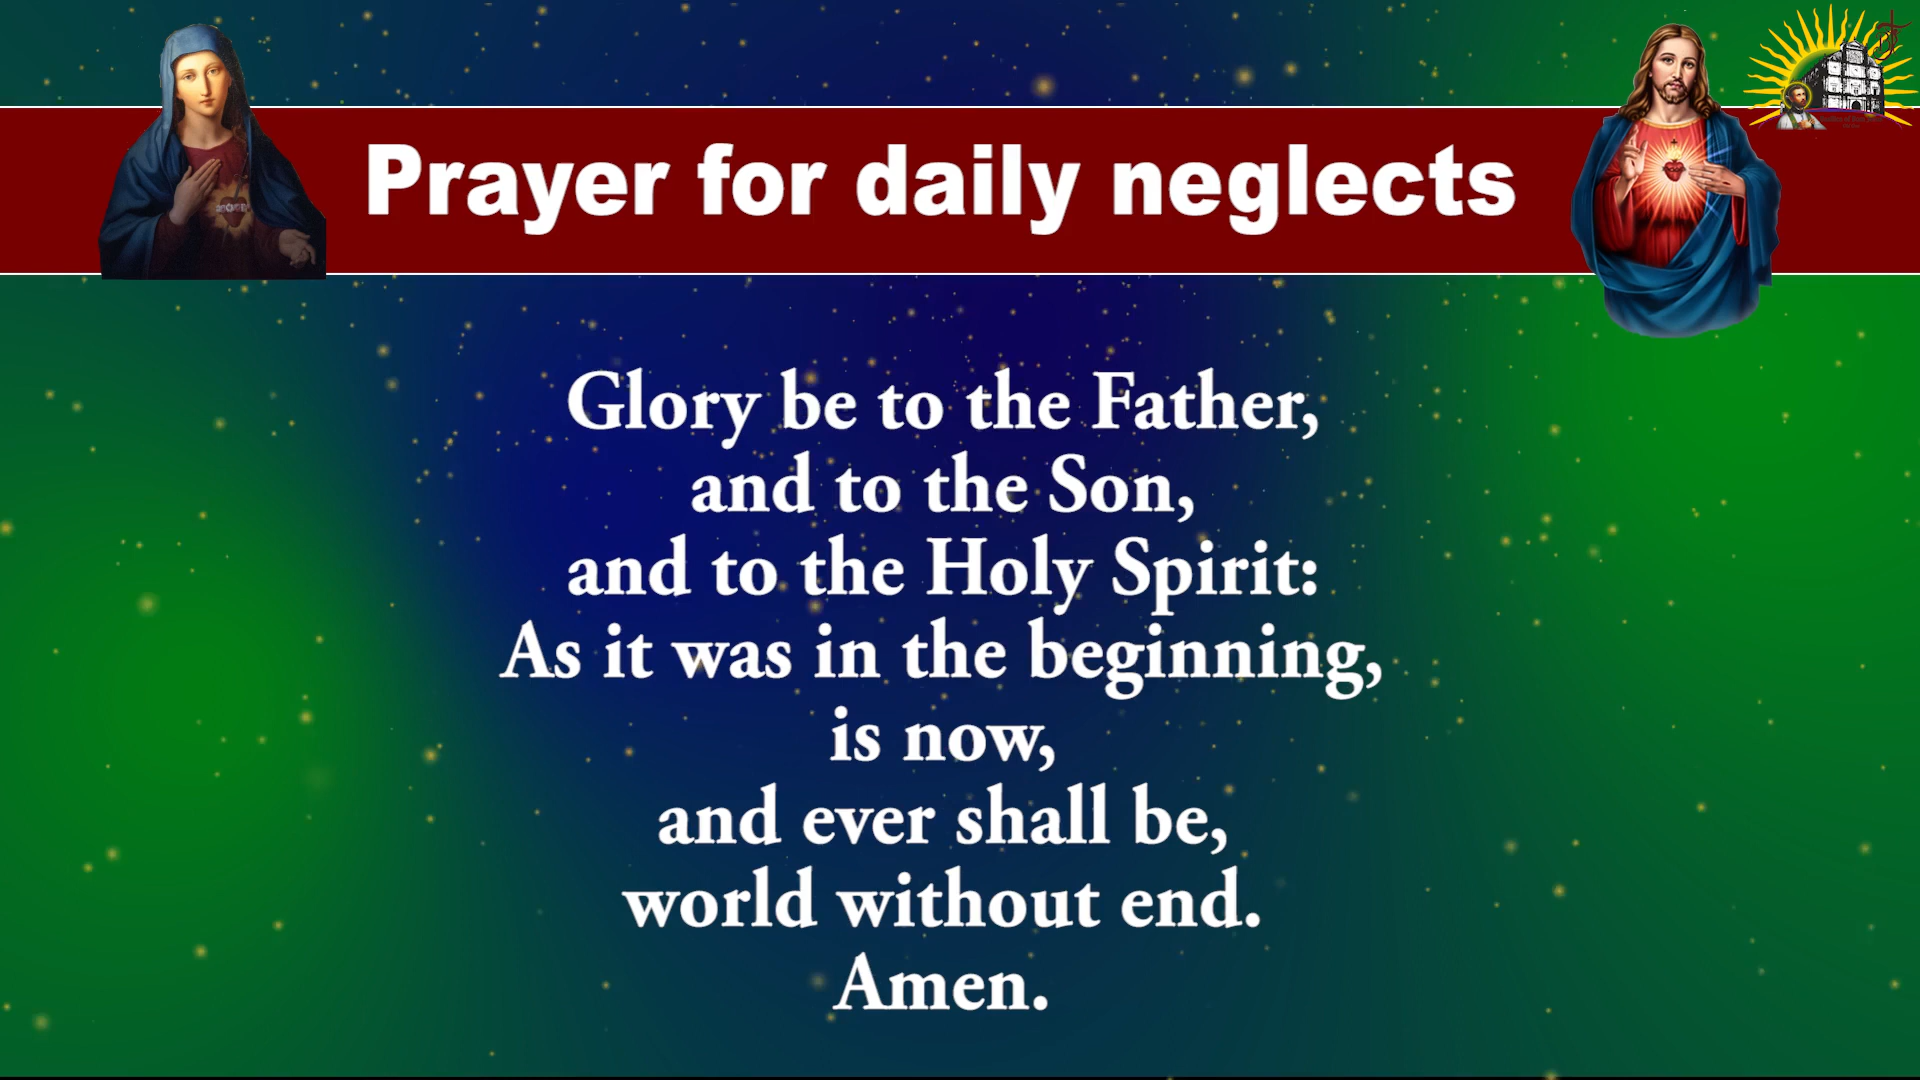 Prayer for daily neglects
Glory be to the Father,
and to the Son,
and to the Holy Spirit:
As it was in the beginning,
is now,
and ever shall be,
world without end.
Amen.